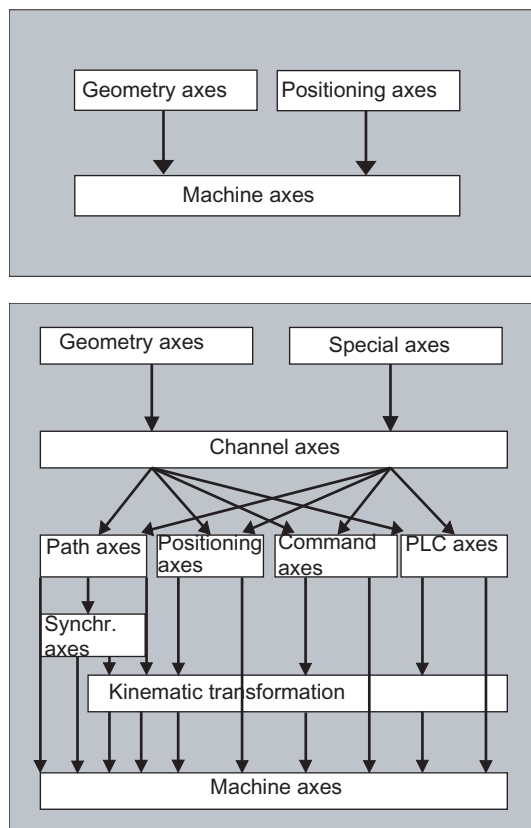 Geometry axes
Positioning axes
Machine axes
Geometry axes
Special axes
Channel axes
Path axes
Positioning
axes
Command
axes
PLC axes
Synchr.
axes
Kinematic transformation
Machine axes